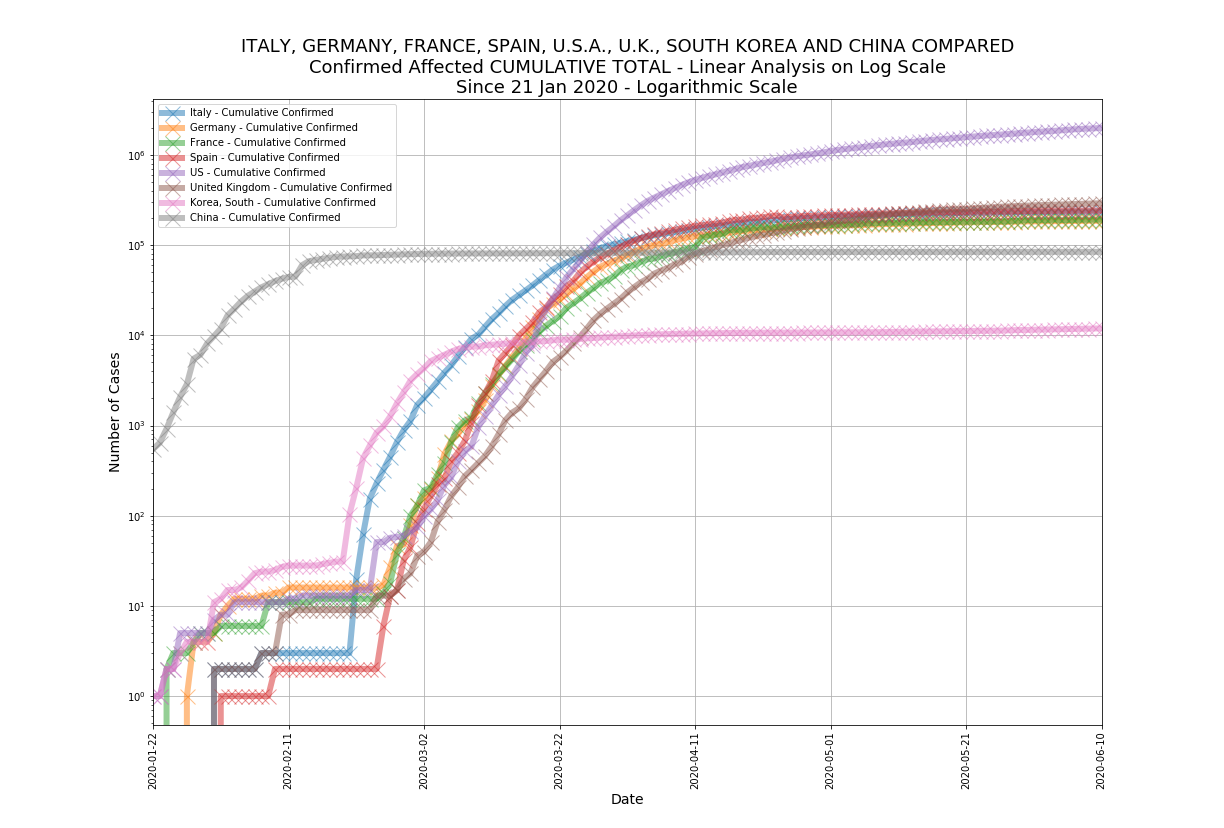 ITALY, GERMANY, FRANCE, SPAIN, U.S.A., U.K., SOUTH KOREA AND CHINA COMPARED
Confirmed Affected CUMULATIVE TOTAL - Linear Analysis on Log Scale
Since 21 Jan 2020 - Logarithmic Scale
Italy - Cumulative Confirmed
Germany - Cumulative Confirmed
France - Cumulative Confirmed
Spain - Cumulative Confirmed
US - Cumulative Confirmed
United Kingdom - Cumulative Confirmed
Korea, South - Cumulative Confirmed
China - Cumulative Confirmed
Number of Cases
10⁶
10⁵
10⁴
10³
10²
10¹
10⁰
2020-01-22
2020-02-11
2020-03-02
2020-03-22
2020-04-11
2020-05-01
2020-05-21
2020-06-10
Date